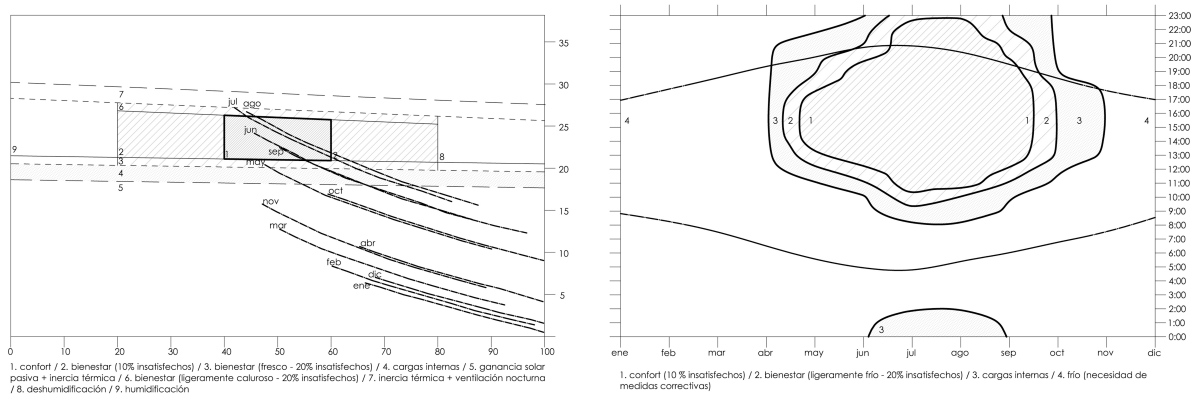 35
30
25
20
15
10
5
7
6
jul ago
jun
sep
may
9
2
3
4
5
1
2
8
oct
nov
mar
abr
feb
dic
ene
0 10 20 30 40 50 60 70 80 90 100
1. confort / 2. bienestar (10% insatisfechos) / 3. bienestar (fresco - 20% insatisfechos) / 4. cargas internas / 5. ganancia solar
pasiva + inercia térmica / 6. bienestar (ligeramente caluroso - 20% insatisfechos) / 7. inercia térmica + ventilación nocturna
/ 8. deshumidificación / 9. humidificación
23:00
22:00
21:00
20:00
19:00
18:00
17:00
16:00
15:00
14:00
13:00
12:00
11:00
10:00
9:00
8:00
7:00
6:00
5:00
4:00
3:00
2:00
1:00
0:00
4 3 2 1 1 2 3 4
3
ene feb mar abr may jun jul ago sep oct nov dic
1. confort (10 % insatisfechos) / 2. bienestar (ligeramente frío - 20% insatisfechos) / 3. cargas internas / 4. frío (necesidad de
medidas correctivas)